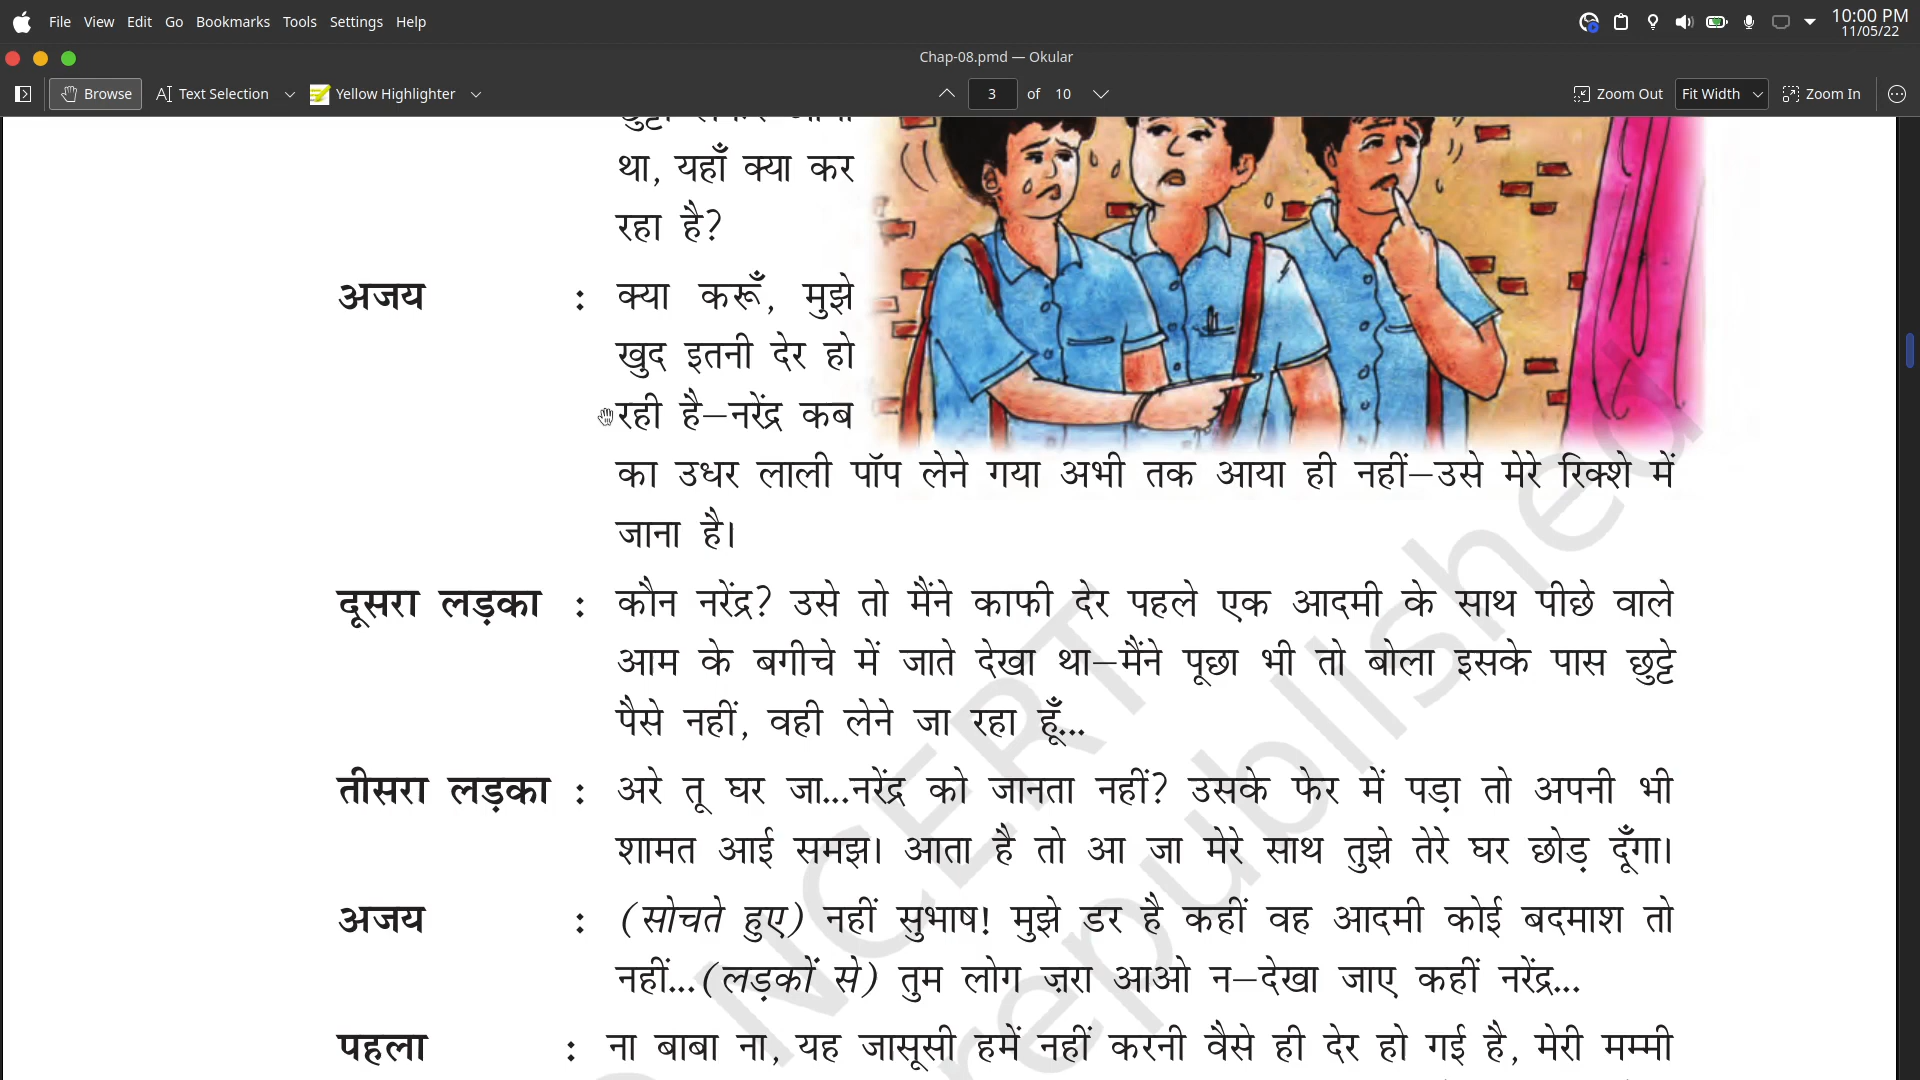 File View Edit Go Bookmarks Tools Settings Help
10:00 PM
11/05/22
Chap-08.pmd — Okular
Browse Text Selection Yellow Highlighter 3 of 10 Zoom Out Fit Width Zoom In
था, यहाँ क्या कर
रहा है?
अजय : क्या करूँ, मुझे
खुद इतनी देर हो
रही है–नरेंद्र कब
का उधर लाली पॉप लेने गया अभी तक आया ही नहीं–उसे मेरे रिक्शे में
जाना है।
दूसरा लड़का : कौन नरेंद्र? उसे तो मैंने काफी देर पहले एक आदमी के साथ पीछे वाले
आम के बगीचे में जाते देखा था–मैंने पूछा भी तो बोला इसके पास छुट्टे
पैसे नहीं, वही लेने जा रहा हूँ...
तीसरा लड़का : अरे तू घर जा...नरेंद्र को जानता नहीं? उसके फेर में पड़ा तो अपनी भी
शामत आई समझ। आता है तो आ जा मेरे साथ तुझे तेरे घर छोड़ दूँगा।
अजय : (सोचते हुए) नहीं सुभाष! मुझे डर है कहीं वह आदमी कोई बदमाश तो
नहीं...(लड़कों से) तुम लोग ज़रा आओ न–देखा जाए कहीं नरेंद्र...
पहला : ना बाबा ना, यह जासूसी हमें नहीं करनी वैसे ही देर हो गई है, मेरी मम्मी
NCERT
republished